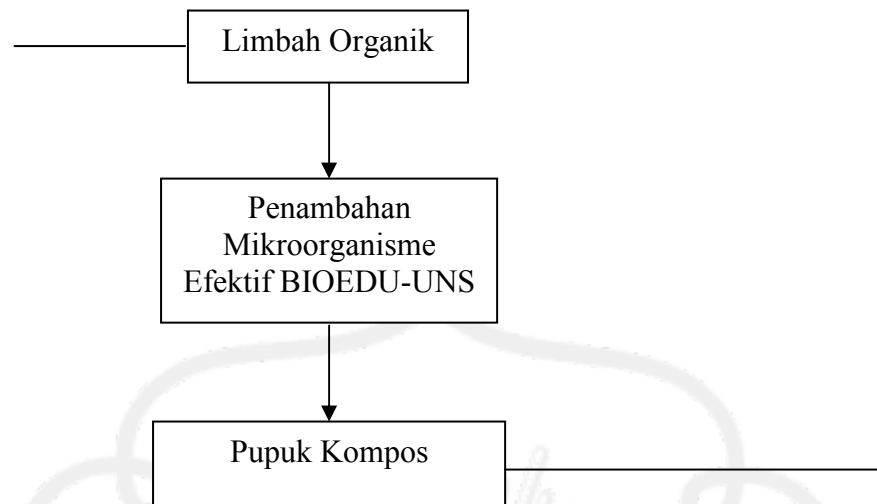 Limbah Organik
Penambahan
Mikroorganisme
Efektif BIOEDU-UNS
Pupuk Kompos